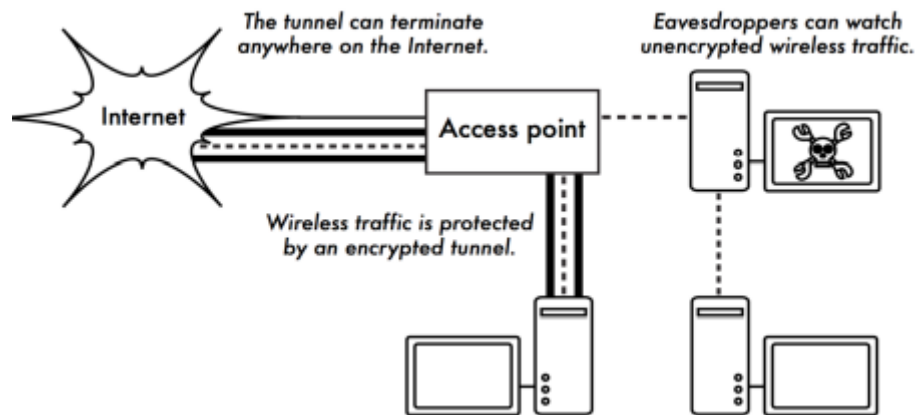 The tunnel can terminate
anywhere on the Internet.
Eavesdroppers can watch
unencrypted wireless traffic.
Internet
Access point
Wireless traffic is protected
by an encrypted tunnel.